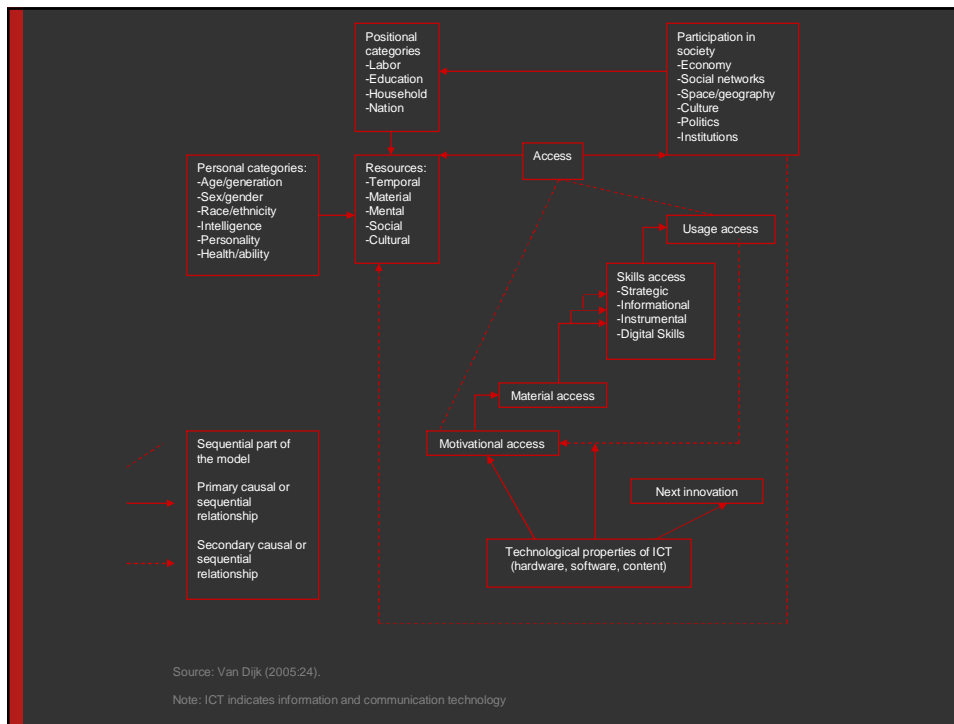 Positional
categories
-Labor
-Education
-Household
-Nation
Participation in
society
-Economy
-Social networks
-Space/geography
-Culture
-Politics
-Institutions
Access
Personal categories:
-Age/generation
-Sex/gender
-Race/ethnicity
-Intelligence
-Personality
-Health/ability
Resources:
-Temporal
-Material
-Mental
-Social
-Cultural
Usage access
Skills access
-Strategic
-Informational
-Instrumental
-Digital Skills
Material access
Motivational access
Sequential part of
the model
Primary causal or
sequential
relationship
Secondary causal or
sequential
relationship
Next innovation
Technological properties of ICT
(hardware, software, content)
Source: Van Dijk (2005:24).
Note: ICT indicates information and communication technology